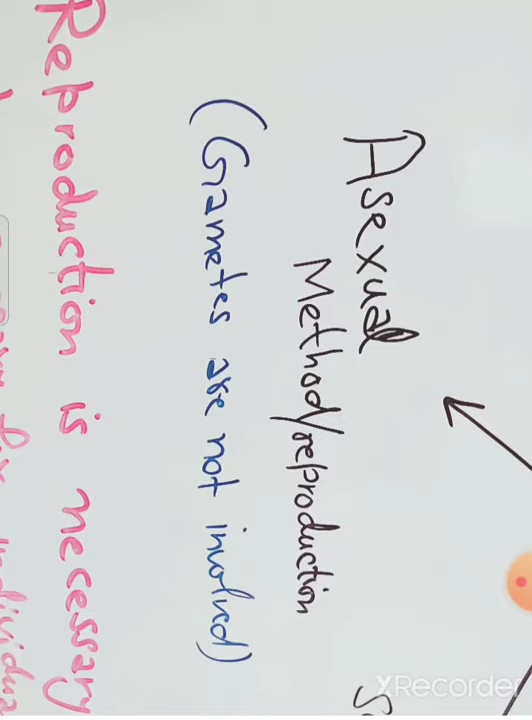 Asexual
Method/reproduction
(Gametes are not involved)
Reproduction is necessary
XRecorder